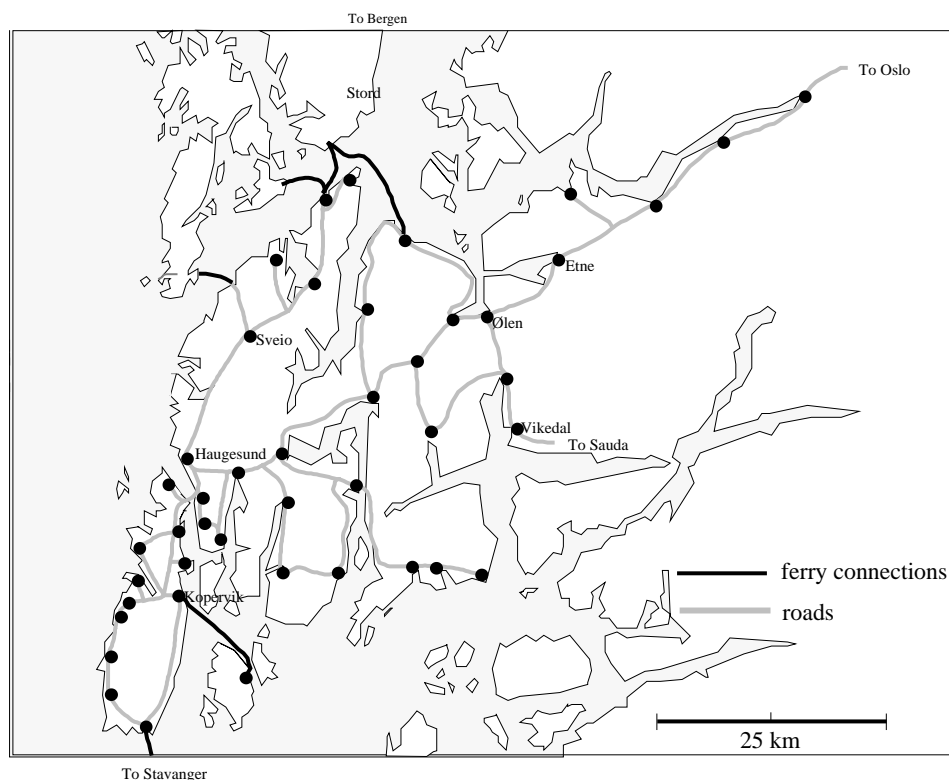 To Bergen
To Oslo
Stord
Etne
Ølen
Sveio
Vikedal
To Sauda
Haugesund
ferry connections
Kopervik
roads
25 km
To Stavanger